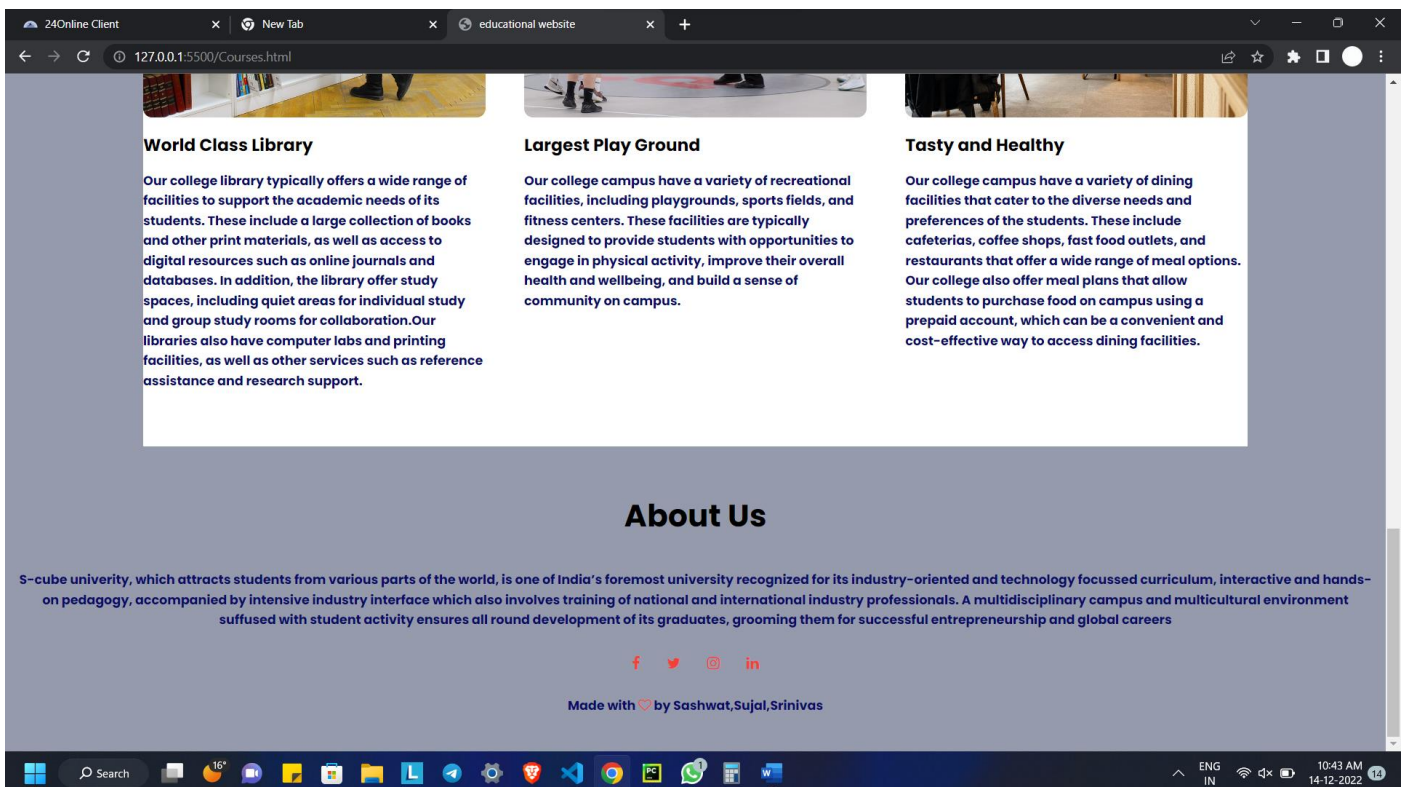 24Online Client
New Tab
educational website
127.0.0.1:5500/Courses.html
World Class Library
Our college library typically offers a wide range of
facilities to support the academic needs of its
students. These include a large collection of books
and other print materials, as well as access to
digital resources such as online journals and
databases. In addition, the library offer study
spaces, including quiet areas for individual study
and group study rooms for collaboration.Our
libraries also have computer labs and printing
facilities, as well as other services such as reference
assistance and research support.
Largest Play Ground
Our college campus have a variety of recreational
facilities, including playgrounds, sports fields, and
fitness centers. These facilities are typically
designed to provide students with opportunities to
engage in physical activity, improve their overall
health and wellbeing, and build a sense of
community on campus.
Tasty and Healthy
Our college campus have a variety of dining
facilities that cater to the diverse needs and
preferences of the students. These include
cafeterias, coffee shops, fast food outlets, and
restaurants that offer a wide range of meal options.
Our college also offer meal plans that allow
students to purchase food on campus using a
prepaid account, which can be a convenient and
cost-effective way to access dining facilities.
About Us
S-cube univerity, which attracts students from various parts of the world, is one of India's foremost university recognized for its industry-oriented and technology focussed curriculum, interactive and hands-
on pedagogy, accompanied by intensive industry interface which also involves training of national and international industry professionals. A multidisciplinary campus and multicultural environment
suffused with student activity ensures all round development of its graduates, grooming them for successful entrepreneurship and global careers
Made with ♡ by Sashwat,Sujal,Srinivas
Search
16°
L
PC
1
W
ENG
IN
10:43 AM
14-12-2022
14